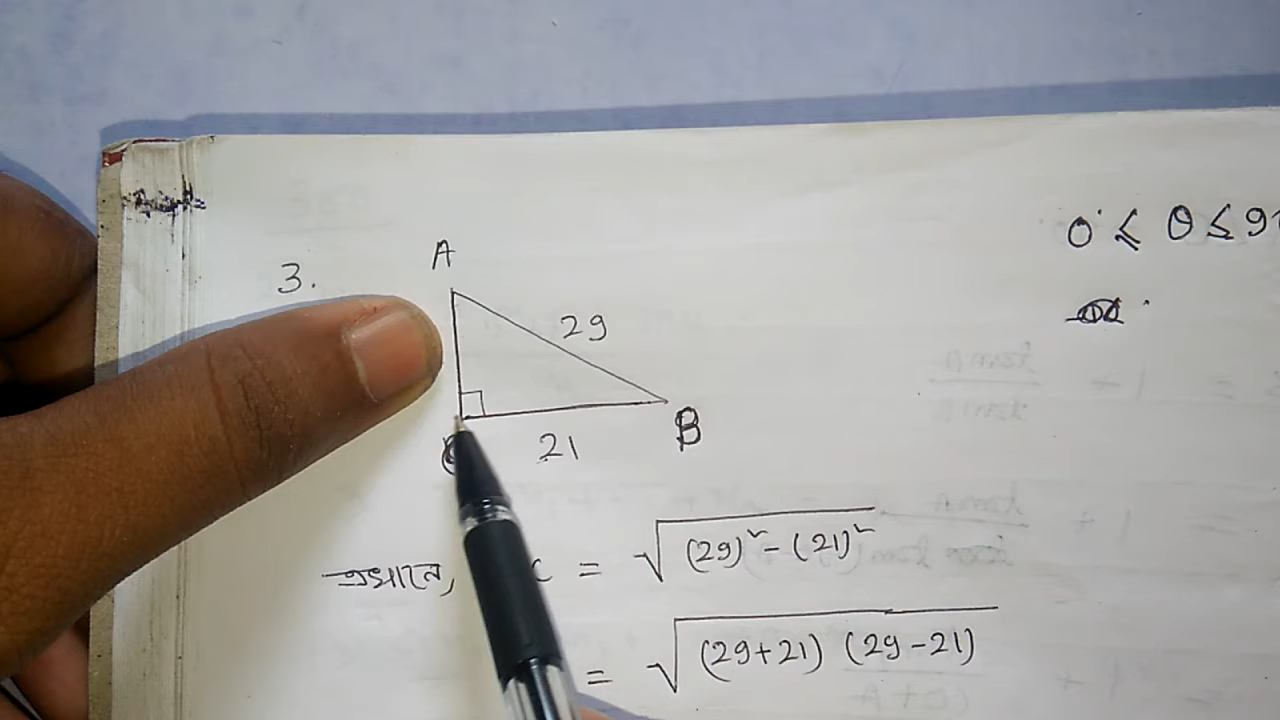 0° ≤ θ ≤ 9
3.
A
29
21
B
এখানে, = √(29)² - (21)²
= √(29+21) (29-21)